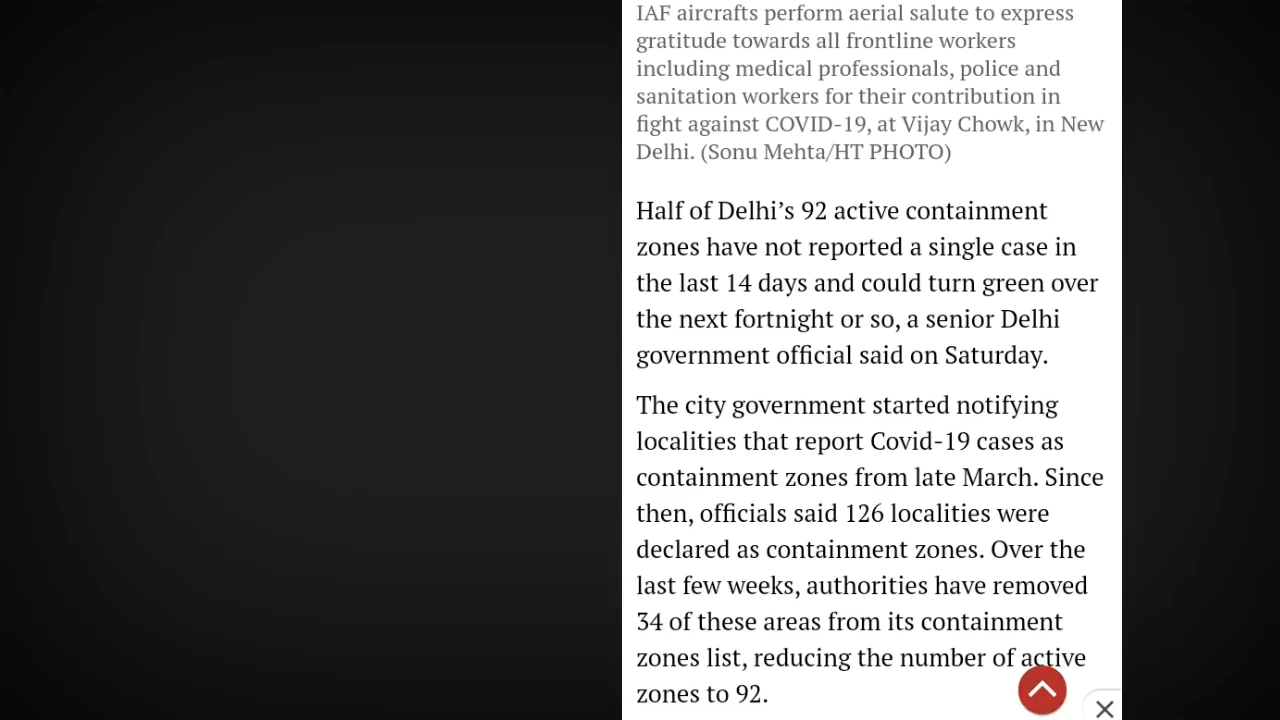 IAF aircrafts perform aerial salute to express
gratitude towards all frontline workers
including medical professionals, police and
sanitation workers for their contribution in
fight against COVID-19, at Vijay Chowk, in New
Delhi. (Sonu Mehta/HT PHOTO)
Half of Delhi’s 92 active containment
zones have not reported a single case in
the last 14 days and could turn green over
the next fortnight or so, a senior Delhi
government official said on Saturday.
The city government started notifying
localities that report Covid-19 cases as
containment zones from late March. Since
then, officials said 126 localities were
declared as containment zones. Over the
last few weeks, authorities have removed
34 of these areas from its containment
zones list, reducing the number of active
zones to 92.